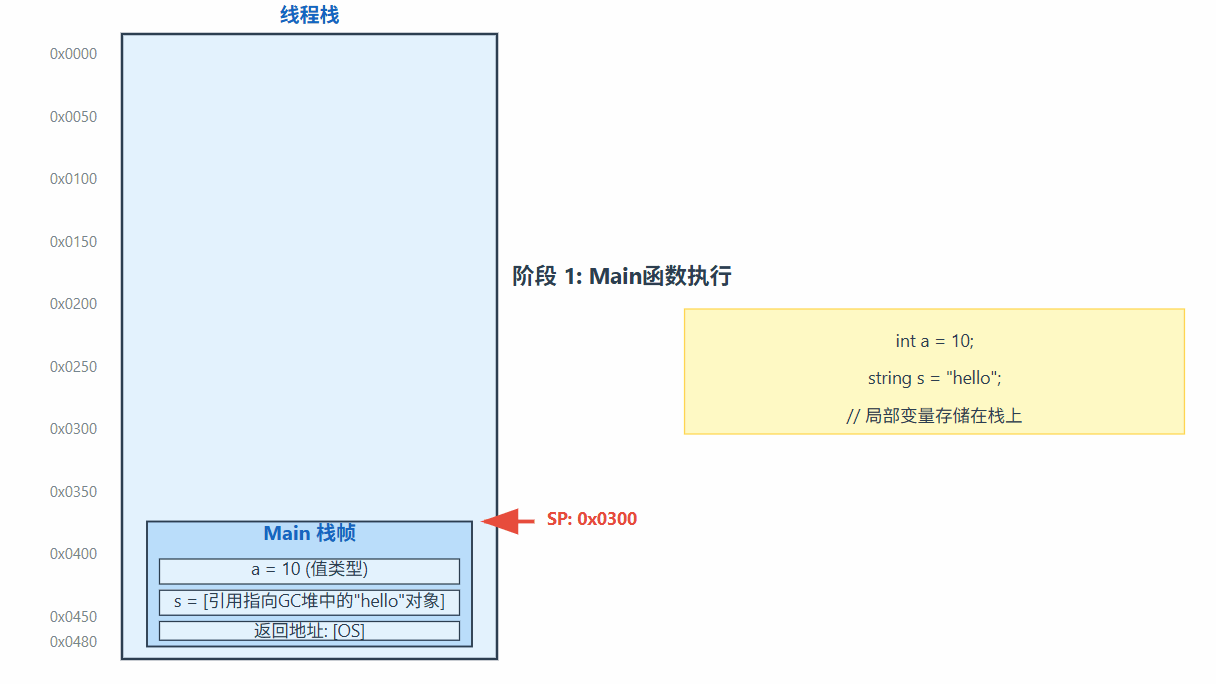 线程栈
0x0000
0x0050
0x0100
0x0150
0x0200
0x0250
0x0300
0x0350
0x0400
0x0450
0x0480
阶段 1: Main函数执行
int a = 10;
string s = "hello";
// 局部变量存储在栈上
SP: 0x0300
Main 栈帧
a = 10 (值类型)
s = [引用指向GC堆中的"hello"对象]
返回地址: [OS]